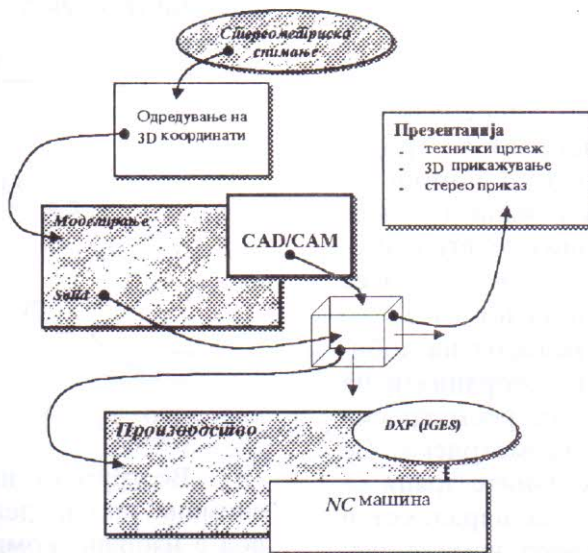 Стереометриска
снимање
Одредување на
3D координати
Презентација
- технички цртеж
- 3D прикажување
- стерео приказ
Моделирање
CAD/CAM
Solid
Производство
DXF (IGES)
NC машина